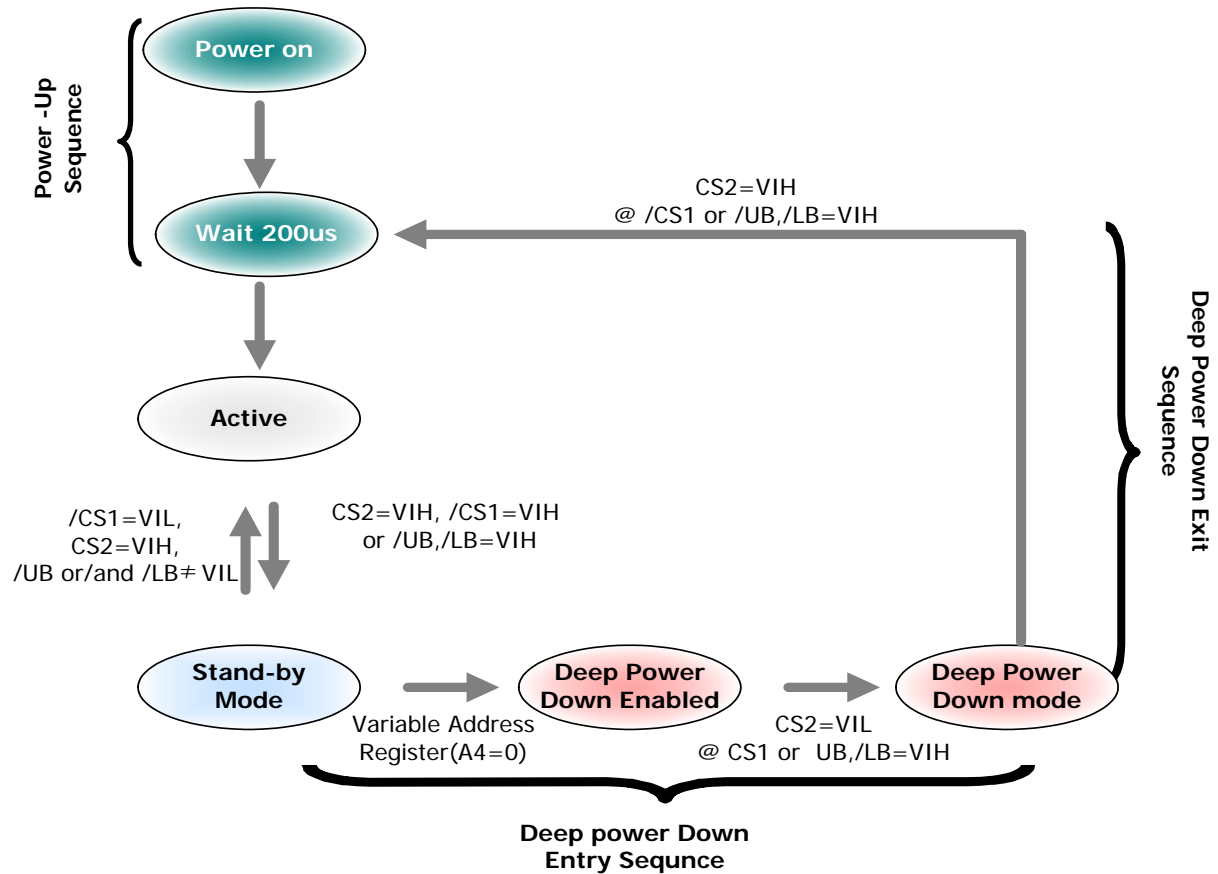 Power on
Power -Up
Sequence
Wait 200us
CS2=VIH
@ /CS1 or /UB,/LB=VIH
Active
Deep Power Down Exit
Sequence
/CS1=VIL,
CS2=VIH,
/UB or/and /LB≠VIL
CS2=VIH, /CS1=VIH
or /UB,/LB=VIH
Stand-by
Mode
Variable Address
Register(A4=0)
Deep Power
Down Enabled
CS2=VIL
@ CS1 or UB,/LB=VIH
Deep Power
Down mode
Deep power Down
Entry Sequnce